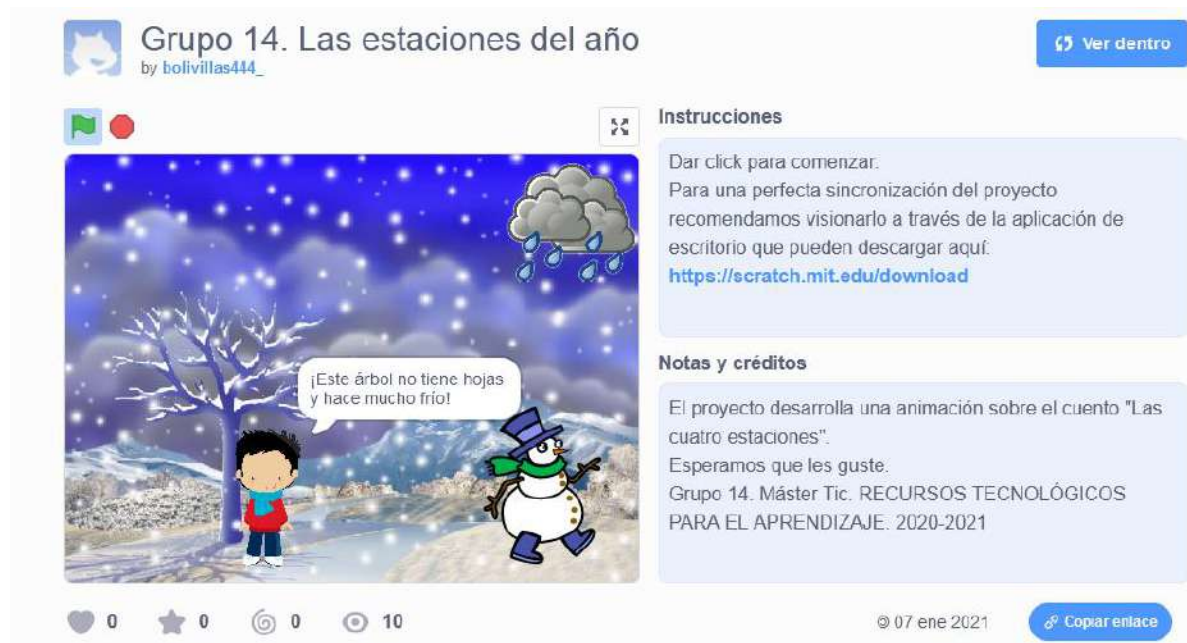 Grupo 14. Las estaciones del año
by bolivillas444_
Ver dentro
Instrucciones
Dar click para comenzar.
Para una perfecta sincronización del proyecto
recomendamos visionarlo a través de la aplicación de
escritorio que pueden descargar aquí:
https://scratch.mit.edu/download
¡Este árbol no tiene hojas
y hace mucho frío!
Notas y créditos
El proyecto desarrolla una animación sobre el cuento "Las
cuatro estaciones".
Esperamos que les guste.
Grupo 14. Máster Tic. RECURSOS TECNOLÓGICOS
PARA EL APRENDIZAJE. 2020-2021
0 0 0 10
© 07 ene 2021
Copiar enlace